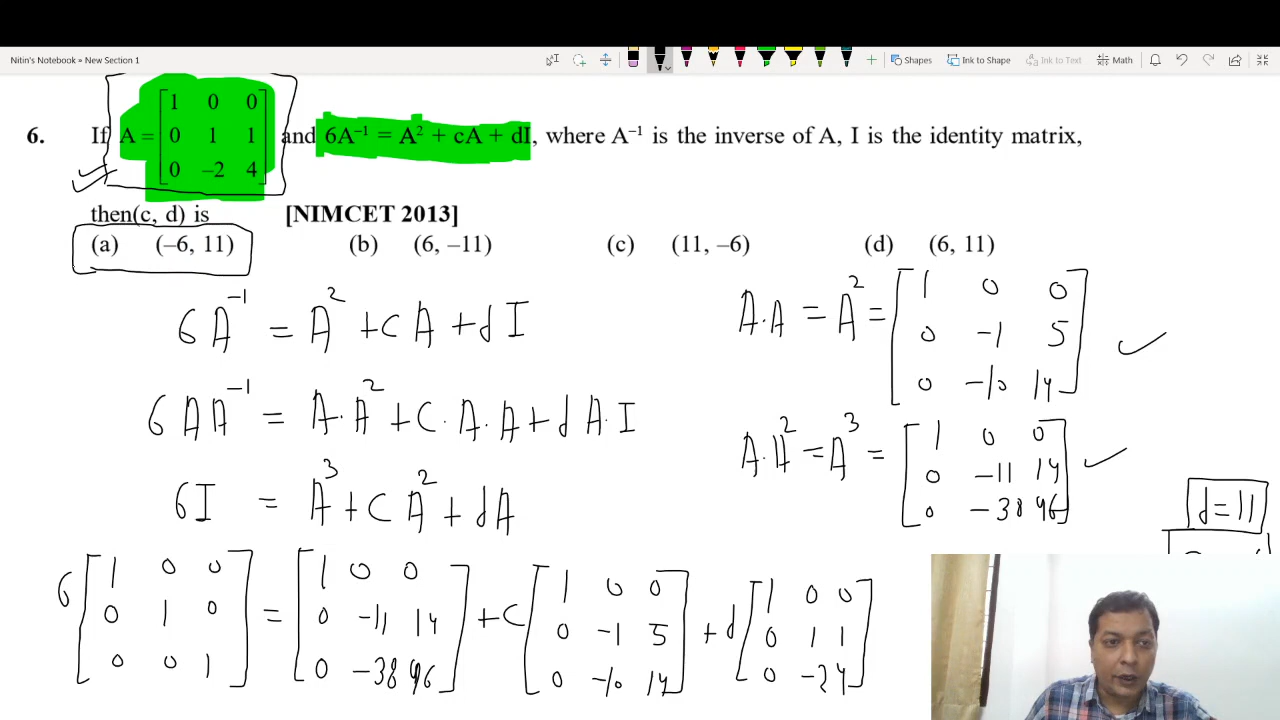 Nitin's Notebook » New Section 1
Shapes Ink to Shape Ink to Text Math
6. If A = [1 0 0
0 1 1
0 −2 4] and 6A⁻¹ = A² + cA + dI, where A⁻¹ is the inverse of A, I is the identity matrix,
then(c, d) is [NIMCET 2013]
(a) (–6, 11) (b) (6, –11) (c) (11, –6) (d) (6, 11)
6A⁻¹ = A² + cA + dI
6AA⁻¹ = A·A² + C·A·A + dA·I
6I = A³ + CA² + dA
A·A = A² = [1 0 0
0 -1 5
0 -10 14]
A·A² = A³ = [1 0 0
0 -11 14
0 -38 46]
d=11
6 [1 0 0
0 1 0
0 0 1] = [1 0 0
0 -11 14
0 -38 46] + C [1 0 0
0 -1 5
0 -10 14] + d [1 0 0
0 1 1
0 -2 4]